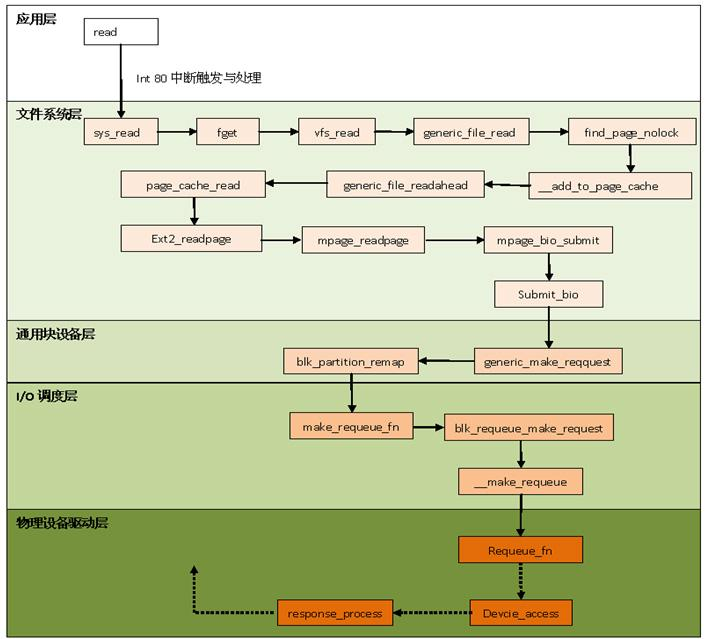 应用层
read
Int 80 中断触发与处理
文件系统层
sys_read
fget
vfs_read
generic_file_read
find_page_nolock
page_cache_read
generic_file_readahead
__add_to_page_cache
Ext2_readpage
mpage_readpage
mpage_bio_submit
Submit_bio
通用块设备层
blk_partition_remap
generic_make_reqquest
I/O 调度层
make_requeue_fn
blk_requeue_make_request
__make_requeue
物理设备驱动层
Requeue_fn
response_process
Devcie_access